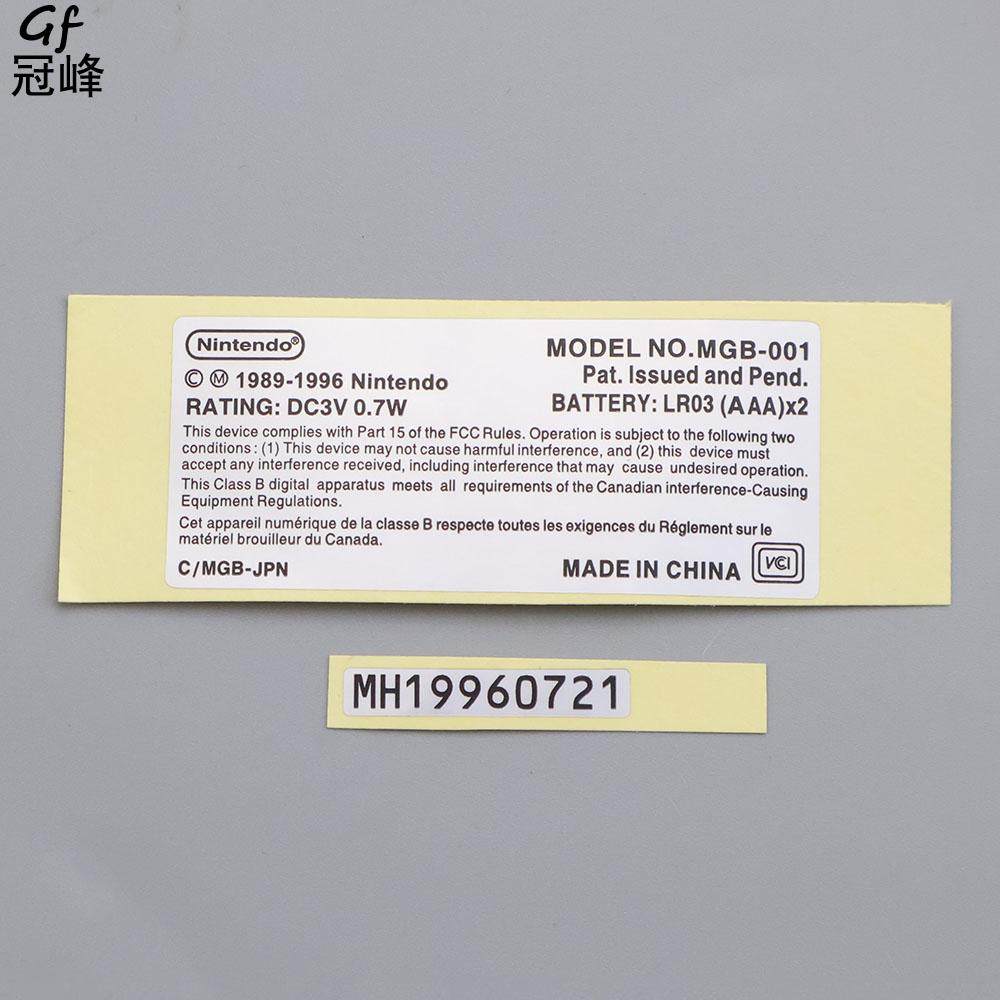 Gf
冠峰
Nintendo®
MODEL NO.MGB-001
© Ⓜ 1989-1996 Nintendo
Pat. Issued and Pend.
RATING: DC3V 0.7W
BATTERY: LR03 (AAA)x2
This device complies with Part 15 of the FCC Rules. Operation is subject to the following two
conditions : (1) This device may not cause harmful interference, and (2) this device must
accept any interference received, including interference that may cause undesired operation.
This Class B digital apparatus meets all requirements of the Canadian interference-Causing
Equipment Regulations.
Cet appareil numérique de la classe B respecte toutes les exigences du Réglement sur le
matériel brouilleur du Canada.
C/MGB-JPN
MADE IN CHINA
VCI
MH19960721